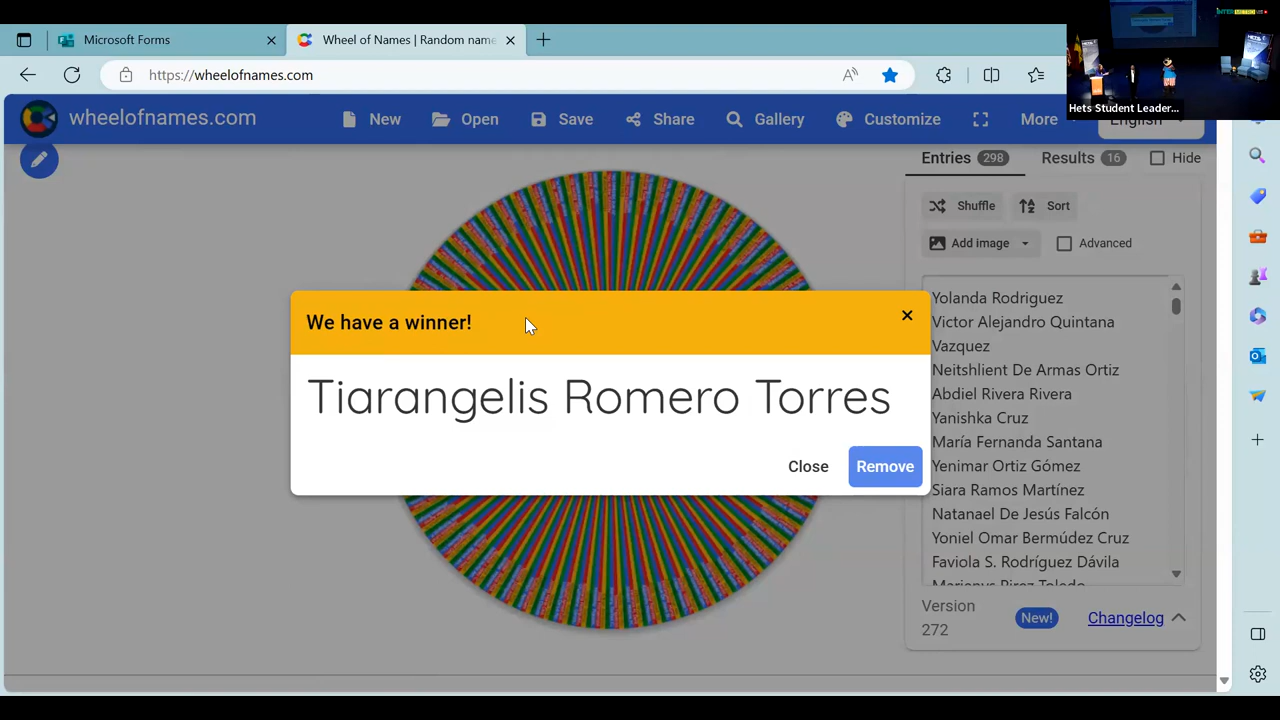 Microsoft Forms
Wheel of Names | Random name
https://wheelofnames.com
Hets Student Leader...
wheelofnames.com
New
Open
Save
Share
Gallery
Customize
More
English
Entries 298
Results 16
Hide
Shuffle
Sort
Add image
Advanced
We have a winner!
Tiarangelis Romero Torres
Close
Remove
Yolanda Rodriguez
Victor Alejandro Quintana
Vazquez
Neitshlient De Armas Ortiz
Abdiel Rivera Rivera
Yanishka Cruz
María Fernanda Santana
Yenimar Ortiz Gómez
Siara Ramos Martínez
Natanael De Jesús Falcón
Yoniel Omar Bermúdez Cruz
Faviola S. Rodríguez Dávila
Version
272
New!
Changelog